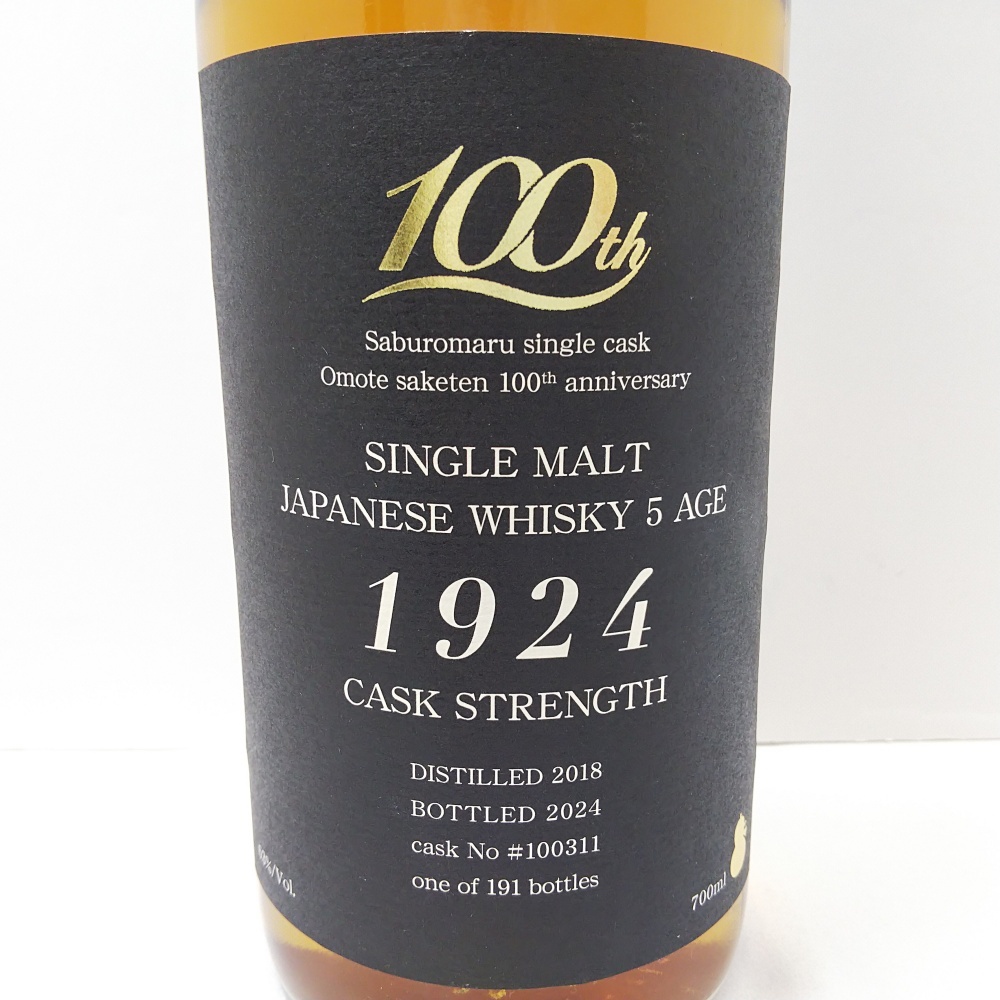 100th
Saburomaru single cask
Omote saketen 100th anniversary
SINGLE MALT
JAPANESE WHISKY 5 AGE
1924
CASK STRENGTH
DISTILLED 2018
BOTTLED 2024
cask No #100311
one of 191 bottles
700ml